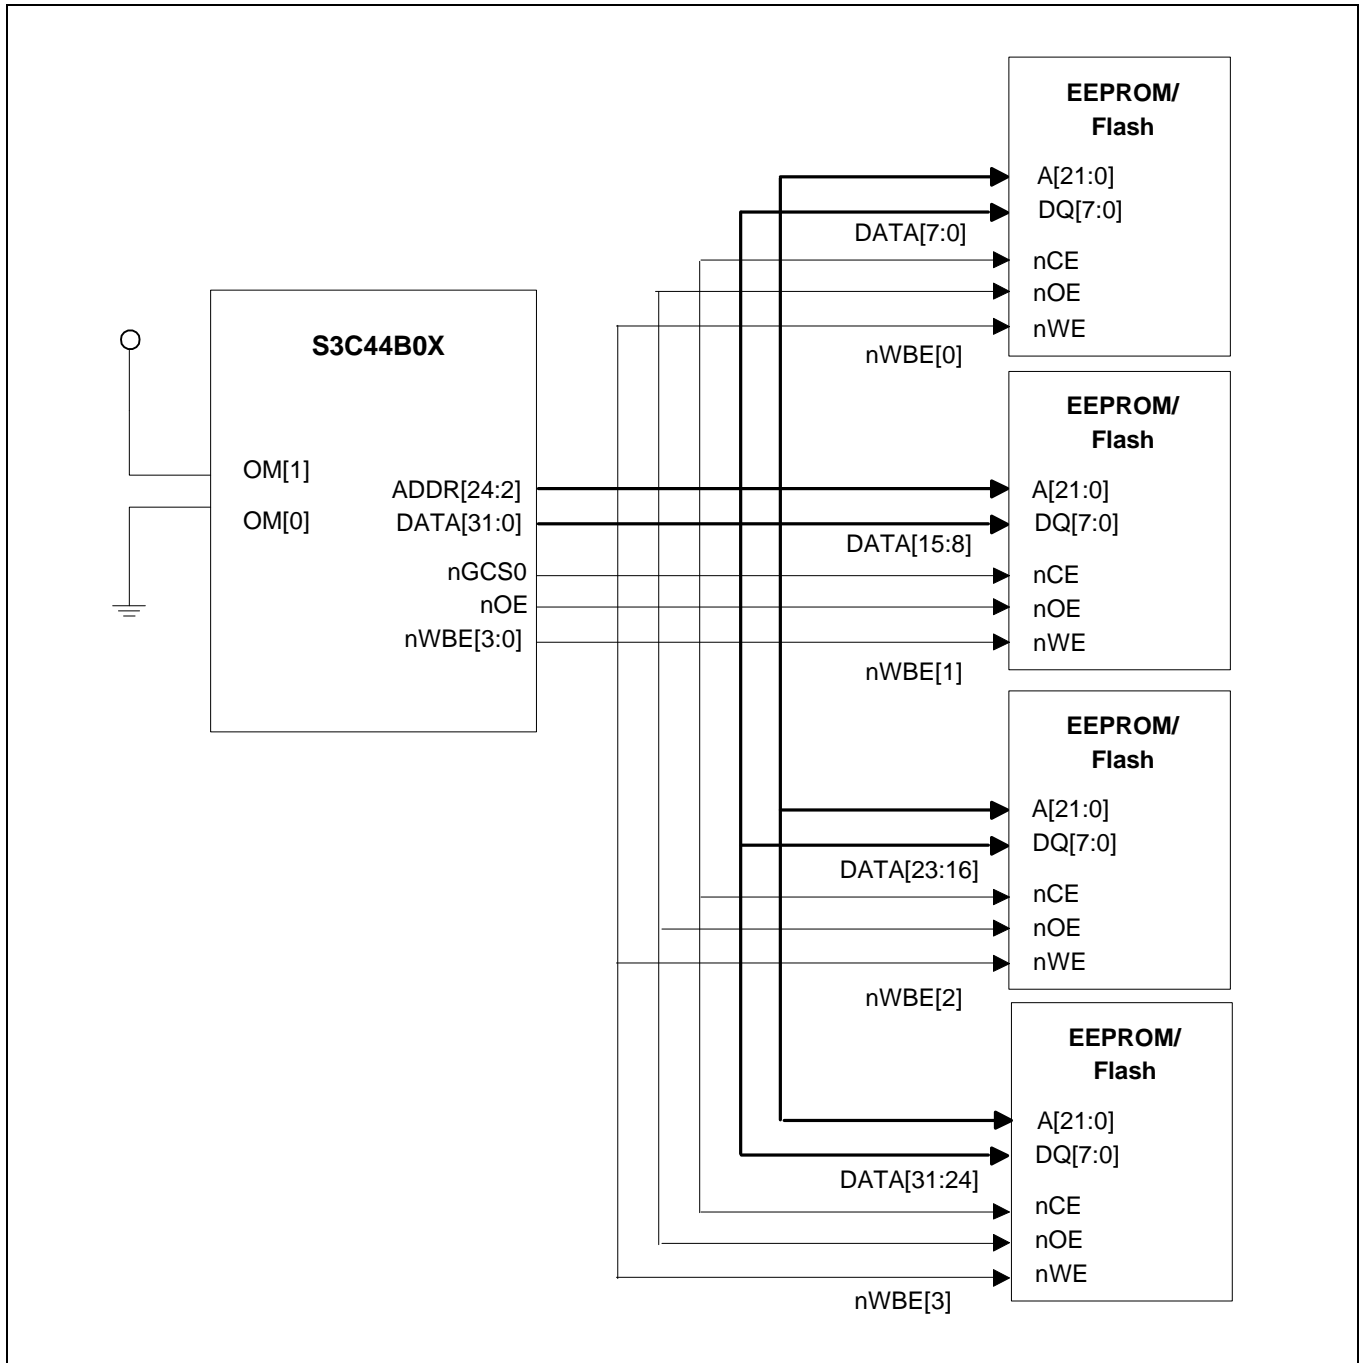 EEPROM/
Flash
A[21:0]
DQ[7:0]
DATA[7:0]
nCE
nOE
nWE
nWBE[0]
S3C44B0X
OM[1]
OM[0]
ADDR[24:2]
DATA[31:0]
nGCS0
nOE
nWBE[3:0]
EEPROM/
Flash
A[21:0]
DQ[7:0]
DATA[15:8]
nCE
nOE
nWE
nWBE[1]
EEPROM/
Flash
A[21:0]
DQ[7:0]
DATA[23:16]
nCE
nOE
nWE
nWBE[2]
EEPROM/
Flash
A[21:0]
DQ[7:0]
DATA[31:24]
nCE
nOE
nWE
nWBE[3]